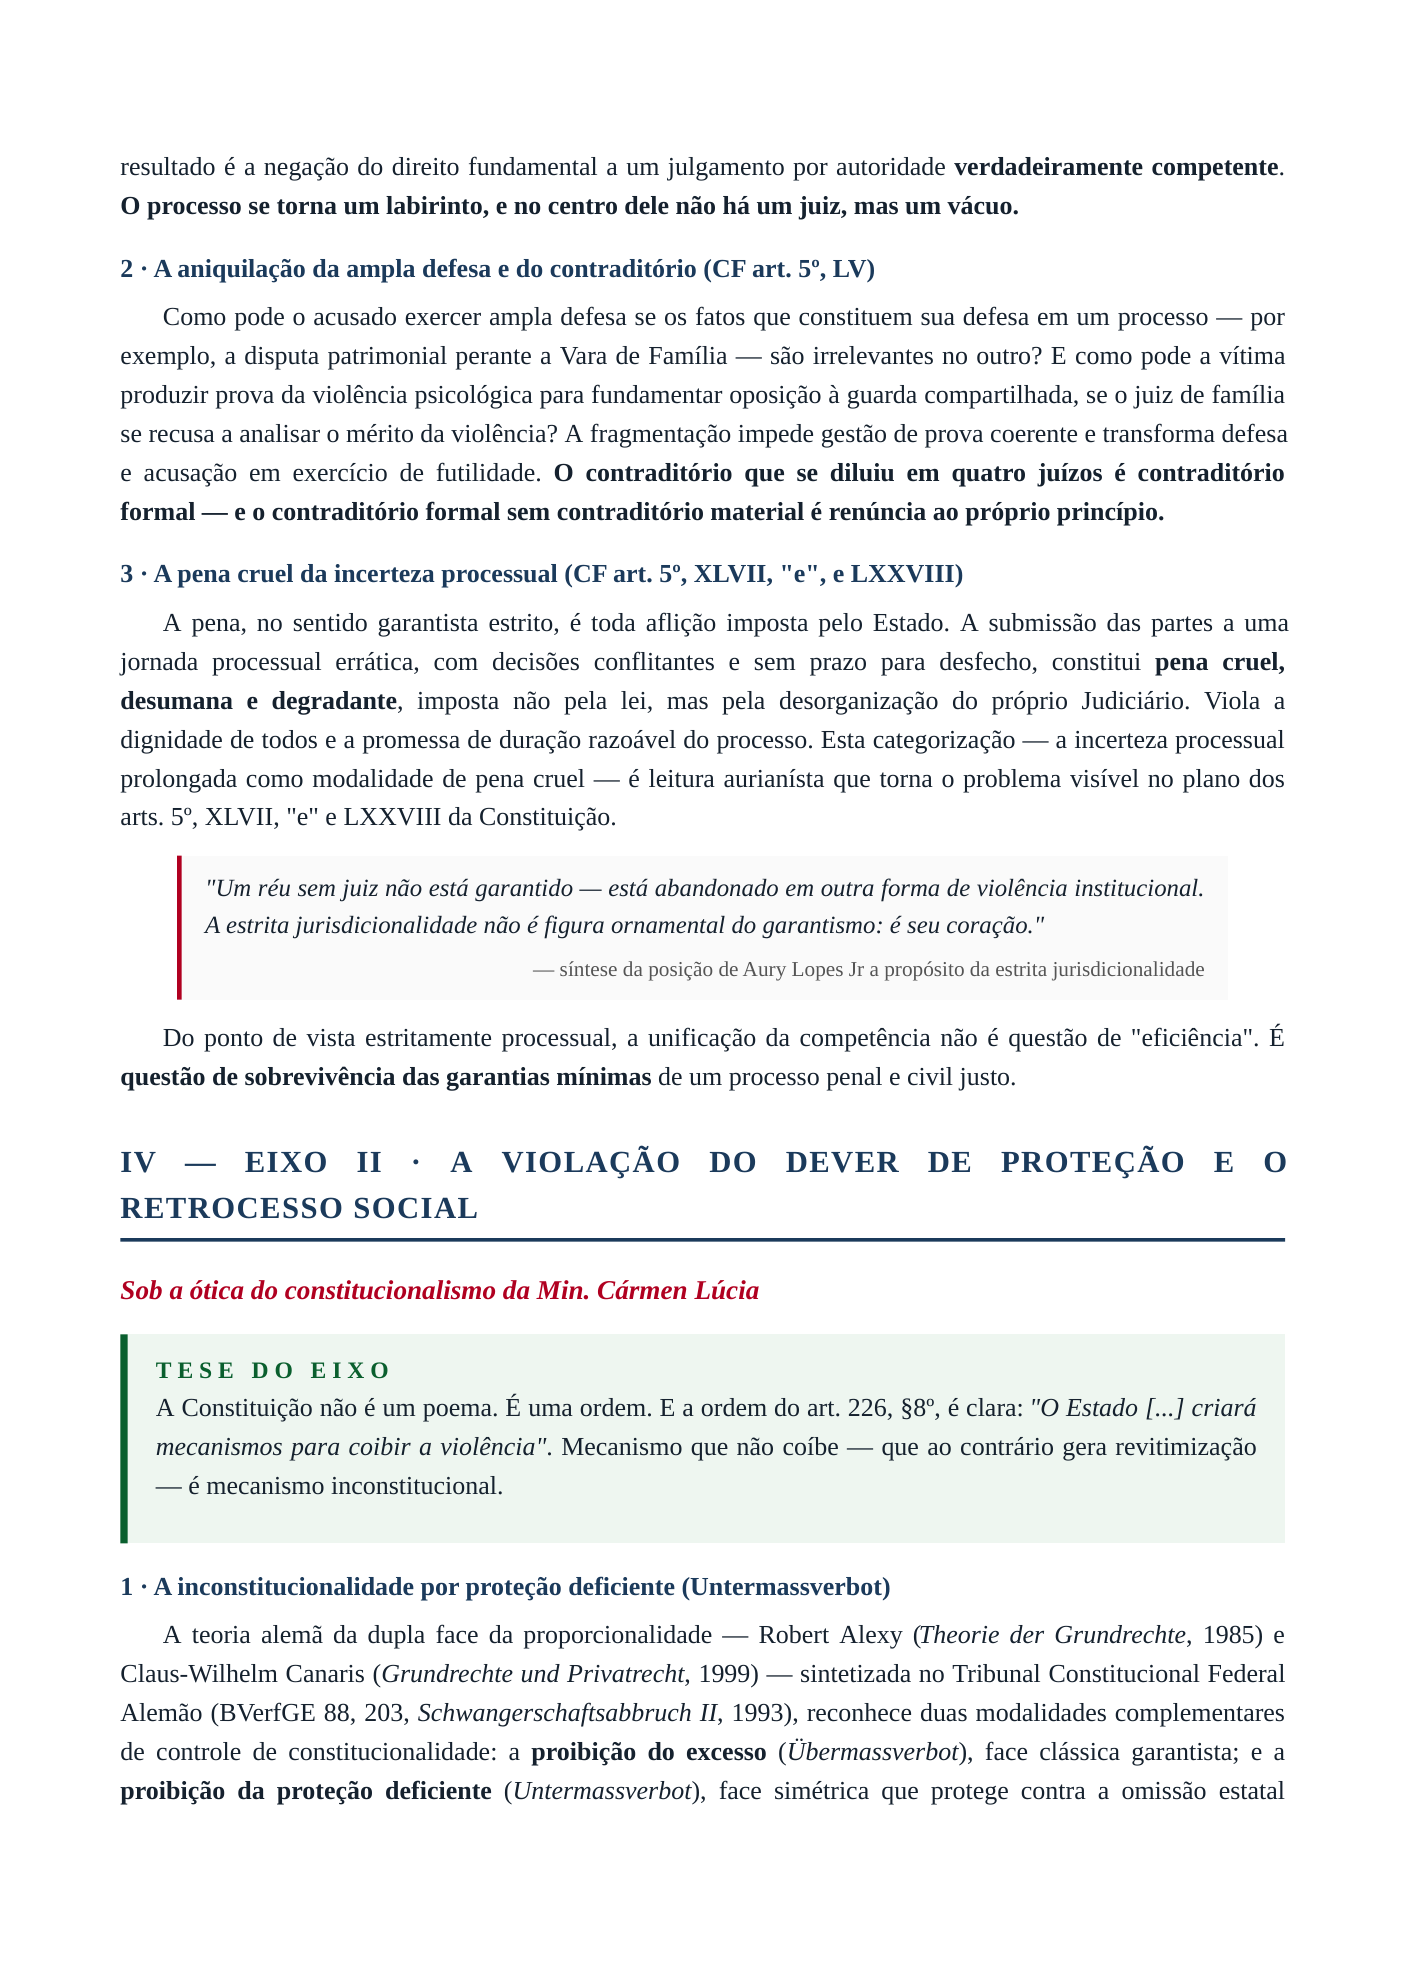 resultado é a negação do direito fundamental a um julgamento por autoridade verdadeiramente competente.
O processo se torna um labirinto, e no centro dele não há um juiz, mas um vácuo.
2 · A aniquilação da ampla defesa e do contraditório (CF art. 5º, LV)
Como pode o acusado exercer ampla defesa se os fatos que constituem sua defesa em um processo — por
exemplo, a disputa patrimonial perante a Vara de Família — são irrelevantes no outro? E como pode a vítima
produzir prova da violência psicológica para fundamentar oposição à guarda compartilhada, se o juiz de família
se recusa a analisar o mérito da violência? A fragmentação impede gestão de prova coerente e transforma defesa
e acusação em exercício de futilidade. O contraditório que se diluiu em quatro juízos é contraditório
formal — e o contraditório formal sem contraditório material é renúncia ao próprio princípio.
3 · A pena cruel da incerteza processual (CF art. 5º, XLVII, "e", e LXXVIII)
A pena, no sentido garantista estrito, é toda aflição imposta pelo Estado. A submissão das partes a uma
jornada processual errática, com decisões conflitantes e sem prazo para desfecho, constitui pena cruel,
desumana e degradante, imposta não pela lei, mas pela desorganização do próprio Judiciário. Viola a
dignidade de todos e a promessa de duração razoável do processo. Esta categorização — a incerteza processual
prolongada como modalidade de pena cruel — é leitura aurianísta que torna o problema visível no plano dos
arts. 5º, XLVII, "e" e LXXVIII da Constituição.
"Um réu sem juiz não está garantido — está abandonado em outra forma de violência institucional.
A estrita jurisdicionalidade não é figura ornamental do garantismo: é seu coração."
— síntese da posição de Aury Lopes Jr a propósito da estrita jurisdicionalidade
Do ponto de vista estritamente processual, a unificação da competência não é questão de "eficiência". É
questão de sobrevivência das garantias mínimas de um processo penal e civil justo.
IV — EIXO II · A VIOLAÇÃO DO DEVER DE PROTEÇÃO E O
RETROCESSO SOCIAL
Sob a ótica do constitucionalismo da Min. Cármen Lúcia
TESE DO EIXO
A Constituição não é um poema. É uma ordem. E a ordem do art. 226, §8º, é clara: "O Estado [...] criará
mecanismos para coibir a violência". Mecanismo que não coíbe — que ao contrário gera revitimização
— é mecanismo inconstitucional.
1 · A inconstitucionalidade por proteção deficiente (Untermassverbot)
A teoria alemã da dupla face da proporcionalidade — Robert Alexy (Theorie der Grundrechte, 1985) e
Claus-Wilhelm Canaris (Grundrechte und Privatrecht, 1999) — sintetizada no Tribunal Constitucional Federal
Alemão (BVerfGE 88, 203, Schwangerschaftsabbruch II, 1993), reconhece duas modalidades complementares
de controle de constitucionalidade: a proibição do excesso (Übermassverbot), face clássica garantista; e a
proibição da proteção deficiente (Untermassverbot), face simétrica que protege contra a omissão estatal